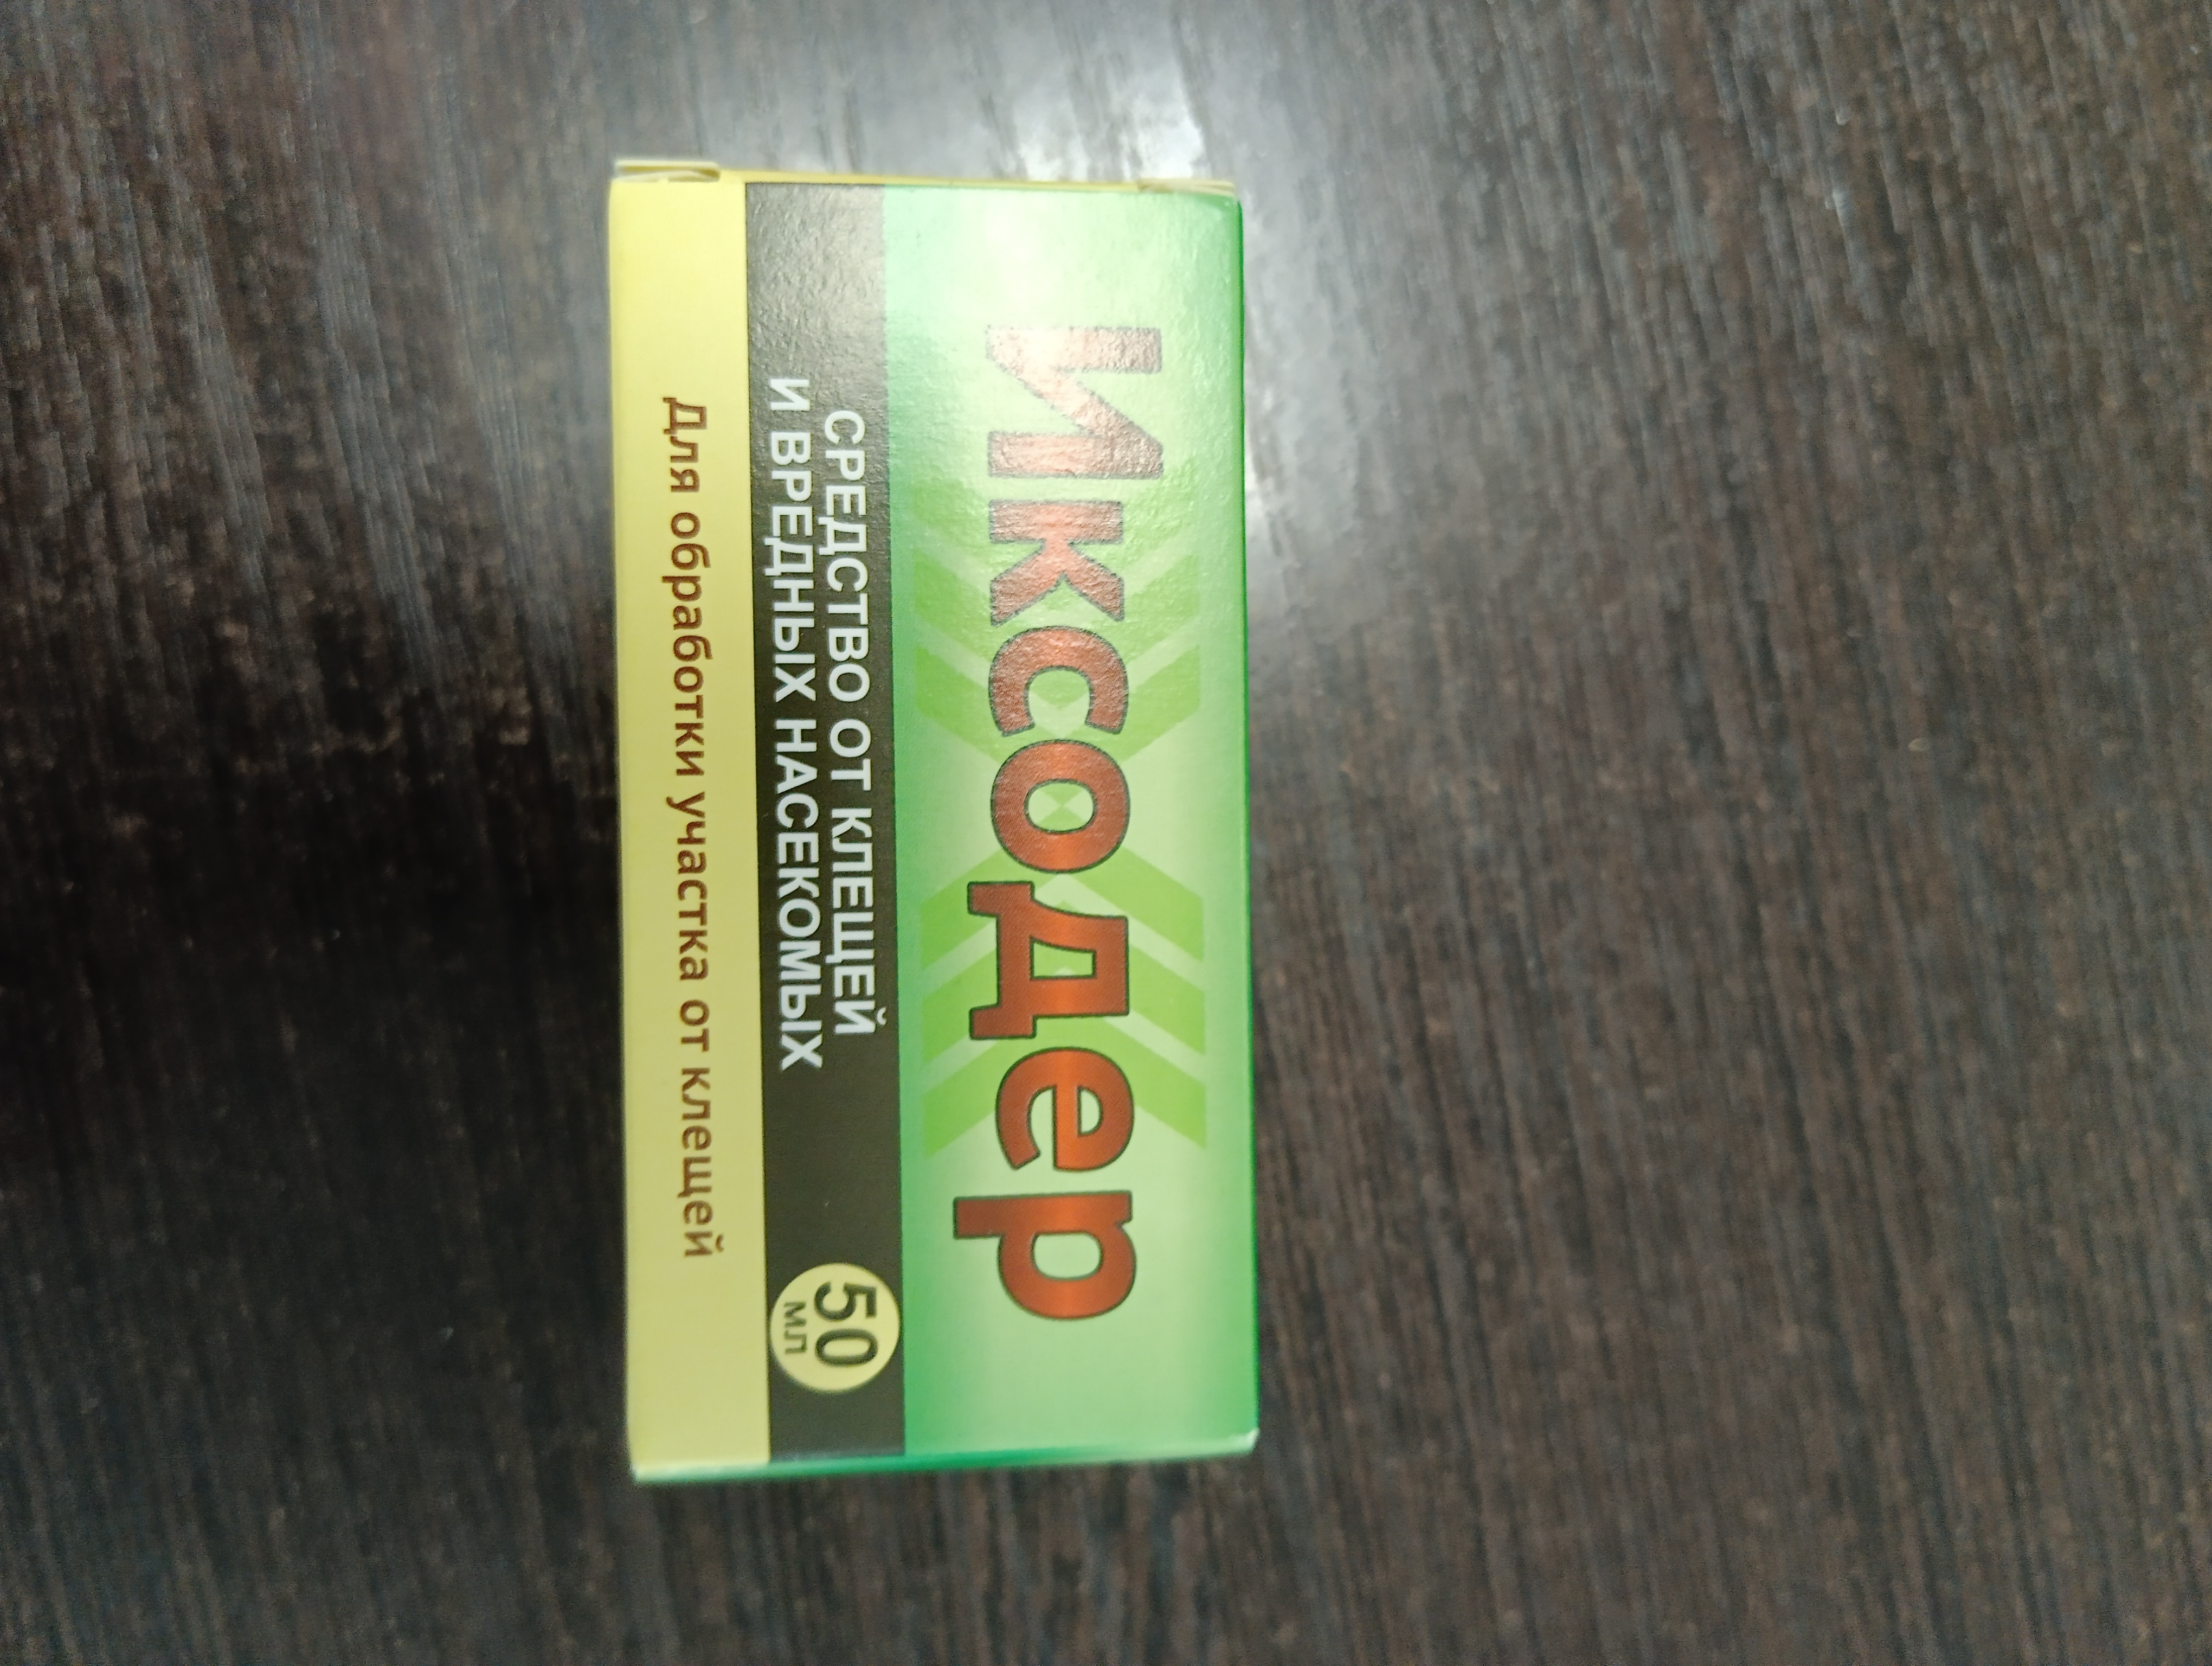 Иксодер
СРЕДСТВО ОТ КЛЕЩЕЙ
И ВРЕДНЫХ НАСЕКОМЫХ
50
мл
Для обработки участка от клещей